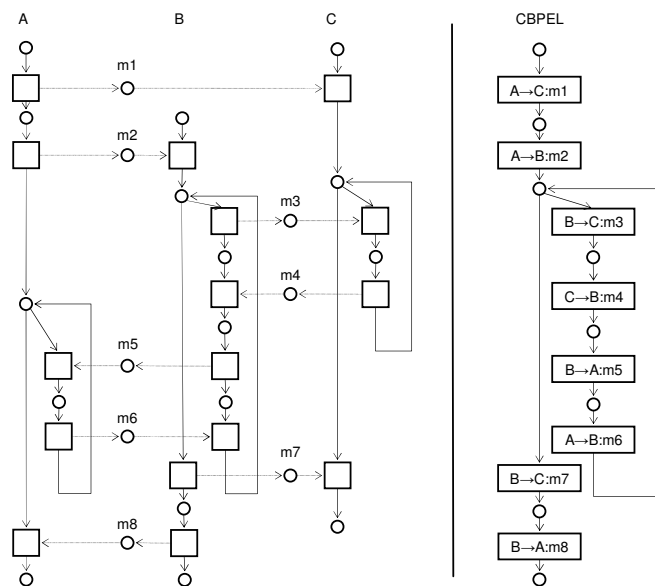 A B C CBPEL
m1
A→C:m1
m2
A→B:m2
m3
B→C:m3
m4
C→B:m4
m5
B→A:m5
m6
A→B:m6
m7
B→C:m7
m8
B→A:m8